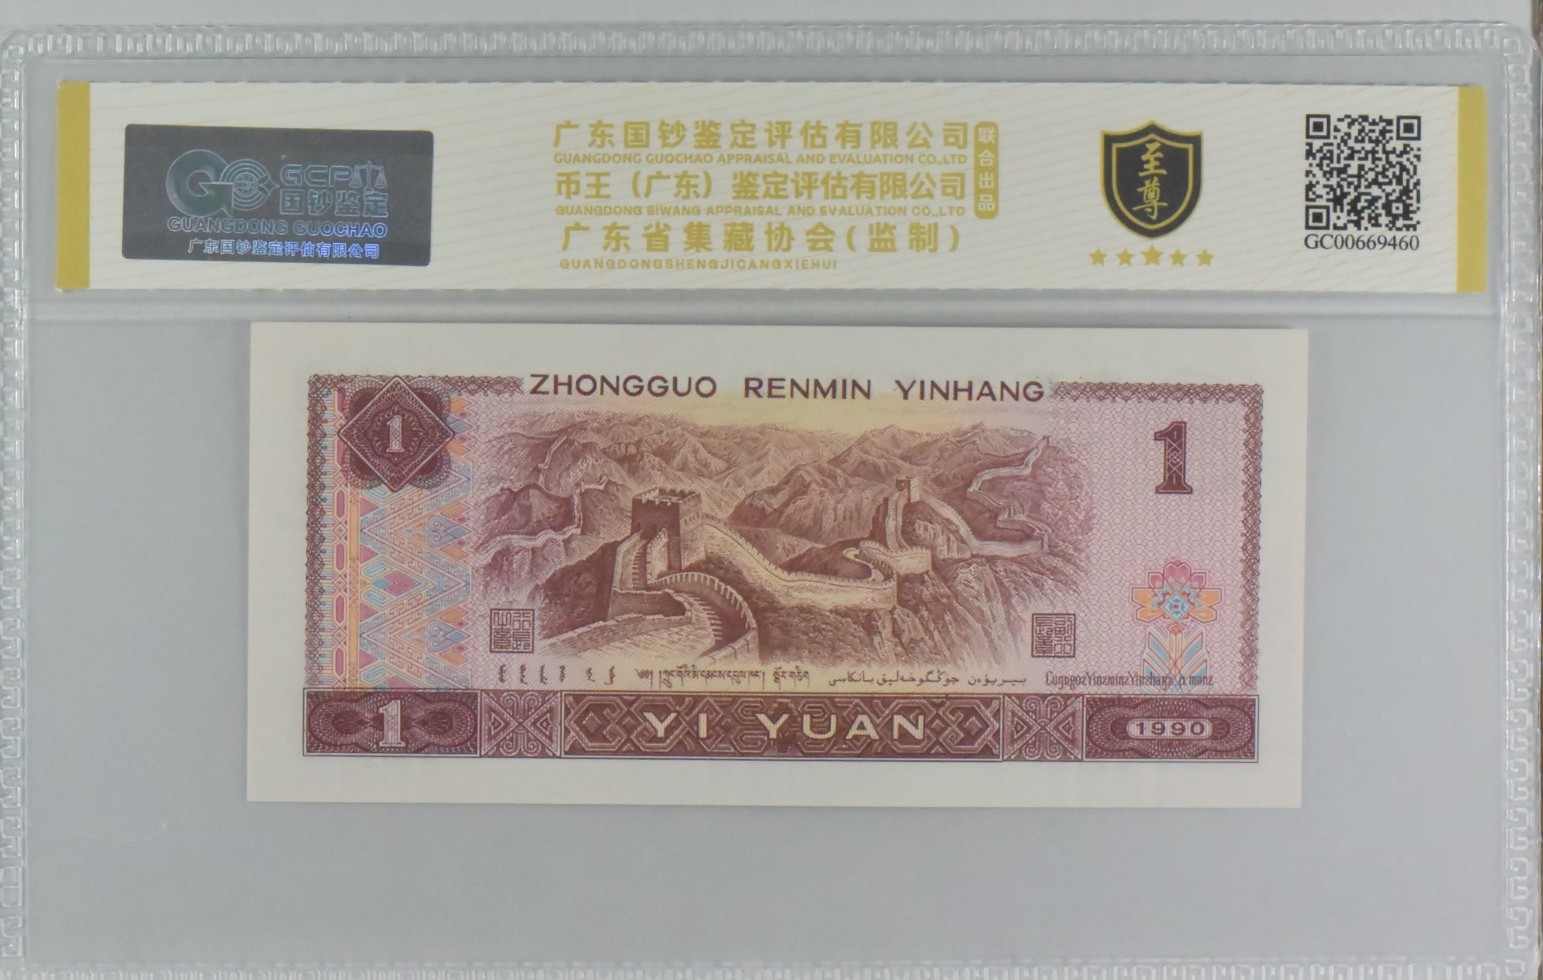 GCP
国钞鉴定
GUANGDONG GUOCHAO
广东国钞鉴定评估有限公司
广东国钞鉴定评估有限公司
GUANGDONG GUOCHAO APPRAISAL AND EVALUATION CO.,LTD
币王（广东）鉴定评估有限公司
GUANGDONG BIWANG APPRAISAL AND EVALUATION CO.,LTD
联合出品
广东省集藏协会(监制)
GUANGDONGSHENGJICANGXIEHUI
至尊
GC00669460
ZHONGGUO RENMIN YINHANG
1
1
بىرىيۈەن جۇڭگوخەلىق بانكاسى
1
YI YUAN
1990